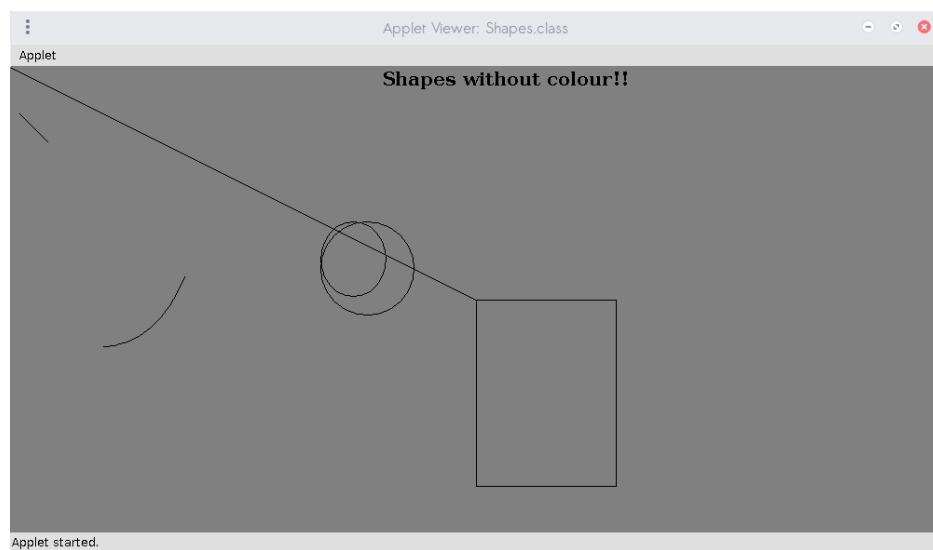 Applet Viewer: Shapes.class
Applet
Shapes without colour!!
Applet started.